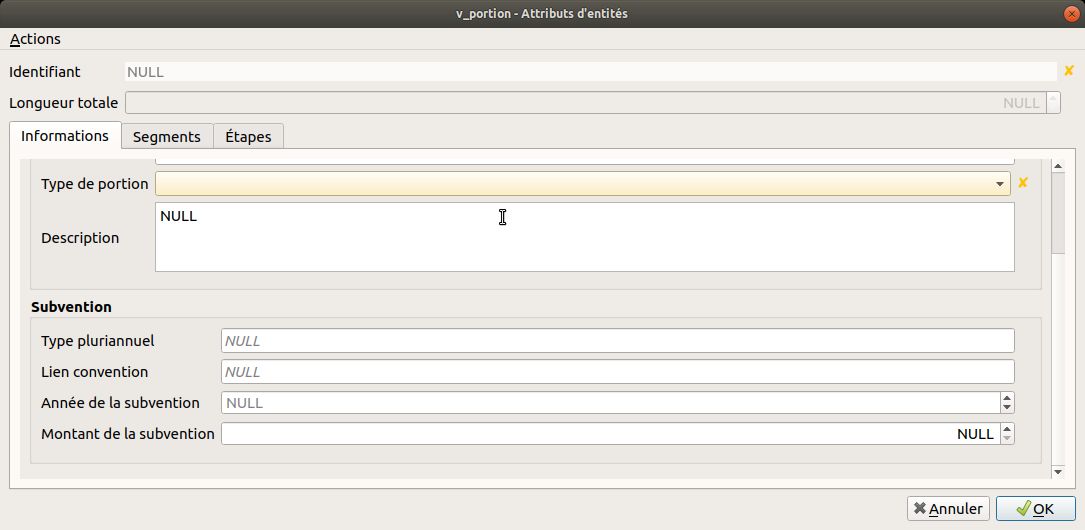 v_portion - Attributs d'entités
Actions
Identifiant NULL
Longueur totale NULL
Informations Segments Étapes
Type de portion
Description NULL
Subvention
Type pluriannuel NULL
Lien convention NULL
Année de la subvention NULL
Montant de la subvention NULL
Annuler OK